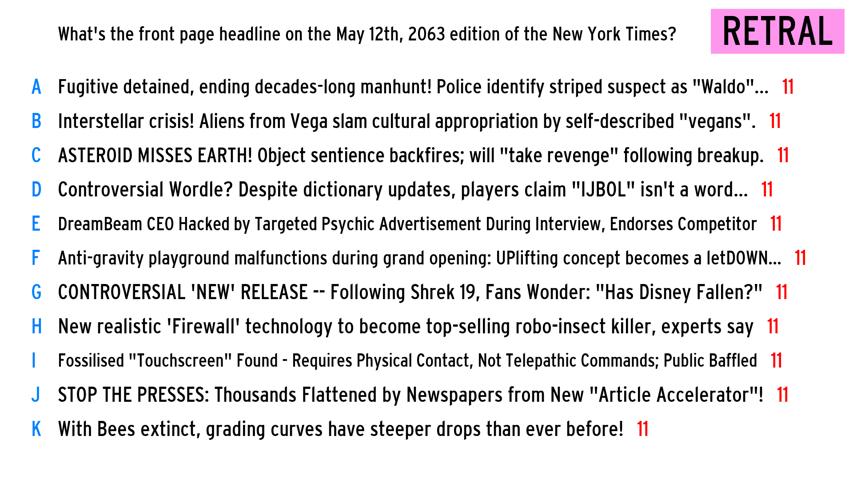 What's the front page headline on the May 12th, 2063 edition of the New York Times?
RETRAL
A Fugitive detained, ending decades-long manhunt! Police identify striped suspect as "Waldo"... 11
B Interstellar crisis! Aliens from Vega slam cultural appropriation by self-described "vegans". 11
C ASTEROID MISSES EARTH! Object sentience backfires; will "take revenge" following breakup. 11
D Controversial Wordle? Despite dictionary updates, players claim "IJBOL" isn't a word... 11
E DreamBeam CEO Hacked by Targeted Psychic Advertisement During Interview, Endorses Competitor 11
F Anti-gravity playground malfunctions during grand opening: UPlifting concept becomes a letDOWN... 11
G CONTROVERSIAL 'NEW' RELEASE -- Following Shrek 19, Fans Wonder: "Has Disney Fallen?" 11
H New realistic 'Firewall' technology to become top-selling robo-insect killer, experts say 11
I Fossilised "Touchscreen" Found - Requires Physical Contact, Not Telepathic Commands; Public Baffled 11
J STOP THE PRESSES: Thousands Flattened by Newspapers from New "Article Accelerator"! 11
K With Bees extinct, grading curves have steeper drops than ever before! 11